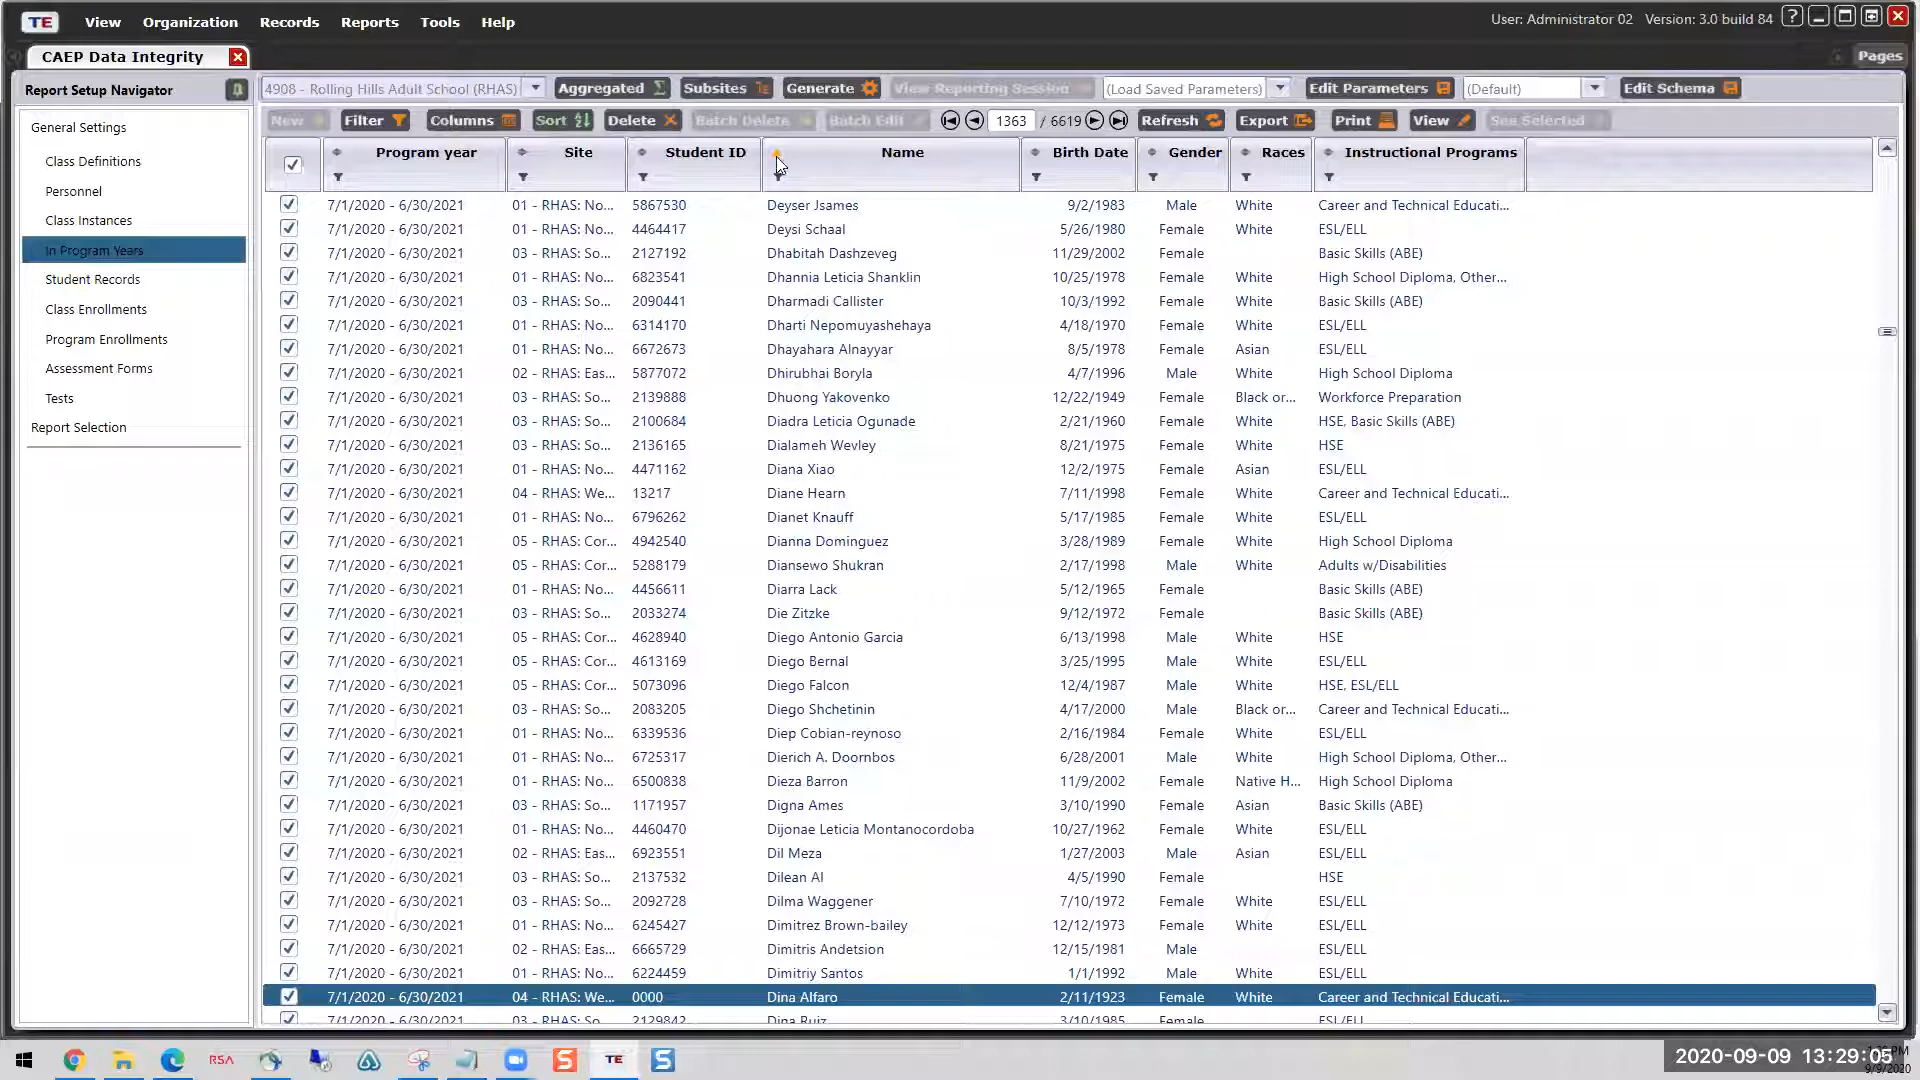 TE View Organization Records Reports Tools Help User: Administrator 02 Version: 3.0 build 84 ?
CAEP Data Integrity Pages
Report Setup Navigator
General Settings
Class Definitions
Personnel
Class Instances
In Program Years
Student Records
Class Enrollments
Program Enrollments
Assessment Forms
Tests
Report Selection
4908 - Rolling Hills Adult School (RHAS) Aggregated Subsites Generate View Reporting Session (Load Saved Parameters) Edit Parameters (Default) Edit Schema
New Filter Columns Sort Delete Batch Delete Batch Edit 1363 / 6619 Refresh Export Print View See Selected
Program year Site Student ID Name Birth Date Gender Races Instructional Programs
7/1/2020 - 6/30/2021 01 - RHAS: No... 5867530 Deyser Jsames 9/2/1983 Male White Career and Technical Educati...
7/1/2020 - 6/30/2021 01 - RHAS: No... 4464417 Deysi Schaal 5/26/1980 Female White ESL/ELL
7/1/2020 - 6/30/2021 03 - RHAS: So... 2127192 Dhabitah Dashzeveg 11/29/2002 Female Basic Skills (ABE)
7/1/2020 - 6/30/2021 01 - RHAS: No... 6823541 Dhannia Leticia Shanklin 10/25/1978 Female White High School Diploma, Other...
7/1/2020 - 6/30/2021 03 - RHAS: So... 2090441 Dharmadi Callister 10/3/1992 Female White Basic Skills (ABE)
7/1/2020 - 6/30/2021 01 - RHAS: No... 6314170 Dharti Nepomuyashehaya 4/18/1970 Female White ESL/ELL
7/1/2020 - 6/30/2021 01 - RHAS: No... 6672673 Dhayahara Alnayyar 8/5/1978 Female Asian ESL/ELL
7/1/2020 - 6/30/2021 02 - RHAS: Eas... 5877072 Dhirubhai Boryla 4/7/1996 Male White High School Diploma
7/1/2020 - 6/30/2021 03 - RHAS: So... 2139888 Dhuong Yakovenko 12/22/1949 Female Black or... Workforce Preparation
7/1/2020 - 6/30/2021 03 - RHAS: So... 2100684 Diadra Leticia Ogunade 2/21/1960 Female White HSE, Basic Skills (ABE)
7/1/2020 - 6/30/2021 03 - RHAS: So... 2136165 Dialameh Wevley 8/21/1975 Female White HSE
7/1/2020 - 6/30/2021 01 - RHAS: No... 4471162 Diana Xiao 12/2/1975 Female Asian ESL/ELL
7/1/2020 - 6/30/2021 04 - RHAS: We... 13217 Diane Hearn 7/11/1998 Female White Career and Technical Educati...
7/1/2020 - 6/30/2021 01 - RHAS: No... 6796262 Dianet Knauff 5/17/1985 Female White ESL/ELL
7/1/2020 - 6/30/2021 05 - RHAS: Cor... 4942540 Dianna Dominguez 3/28/1989 Female White High School Diploma
7/1/2020 - 6/30/2021 05 - RHAS: Cor... 5288179 Diansewo Shukran 2/17/1998 Male White Adults w/Disabilities
7/1/2020 - 6/30/2021 01 - RHAS: No... 4456611 Diarra Lack 5/12/1965 Female Basic Skills (ABE)
7/1/2020 - 6/30/2021 03 - RHAS: So... 2033274 Die Zitzke 9/12/1972 Female Basic Skills (ABE)
7/1/2020 - 6/30/2021 05 - RHAS: Cor... 4628940 Diego Antonio Garcia 6/13/1998 Male White HSE
7/1/2020 - 6/30/2021 05 - RHAS: Cor... 4613169 Diego Bernal 3/25/1995 Male White ESL/ELL
7/1/2020 - 6/30/2021 05 - RHAS: Cor... 5073096 Diego Falcon 12/4/1987 Male White HSE, ESL/ELL
7/1/2020 - 6/30/2021 03 - RHAS: So... 2083205 Diego Shchetinin 4/17/2000 Male Black or... Career and Technical Educati...
7/1/2020 - 6/30/2021 01 - RHAS: No... 6339536 Diep Cobian-reynoso 2/16/1984 Male White ESL/ELL
7/1/2020 - 6/30/2021 01 - RHAS: No... 6725317 Dierich A. Doornbos 6/28/2001 Male White High School Diploma, Other...
7/1/2020 - 6/30/2021 01 - RHAS: No... 6500838 Dieza Barron 11/9/2002 Female Native H... High School Diploma
7/1/2020 - 6/30/2021 03 - RHAS: So... 1171957 Digna Ames 3/10/1990 Female Asian Basic Skills (ABE)
7/1/2020 - 6/30/2021 01 - RHAS: No... 4460470 Dijonae Leticia Montanocordoba 10/27/1962 Female White ESL/ELL
7/1/2020 - 6/30/2021 02 - RHAS: Eas... 6923551 Dil Meza 1/27/2003 Male Asian ESL/ELL
7/1/2020 - 6/30/2021 03 - RHAS: So... 2137532 Dilean Al 4/5/1990 Female HSE
7/1/2020 - 6/30/2021 03 - RHAS: So... 2092728 Dilma Waggener 7/10/1972 Female White ESL/ELL
7/1/2020 - 6/30/2021 01 - RHAS: No... 6245427 Dimitrez Brown-bailey 12/12/1973 Female White ESL/ELL
7/1/2020 - 6/30/2021 02 - RHAS: Eas... 6665729 Dimitris Andetsion 12/15/1981 Male ESL/ELL
7/1/2020 - 6/30/2021 01 - RHAS: No... 6224459 Dimitriy Santos 1/1/1992 Male White ESL/ELL
7/1/2020 - 6/30/2021 04 - RHAS: We... 0000 Dina Alfaro 2/11/1923 Female White Career and Technical Educati...
7/1/2020 - 6/30/2021 03 - RHAS: So... 2129842 Dina Ruiz 3/10/1985 Female ESL/ELL
RSA TE
2020-09-09 13:29:05
9/9/2020